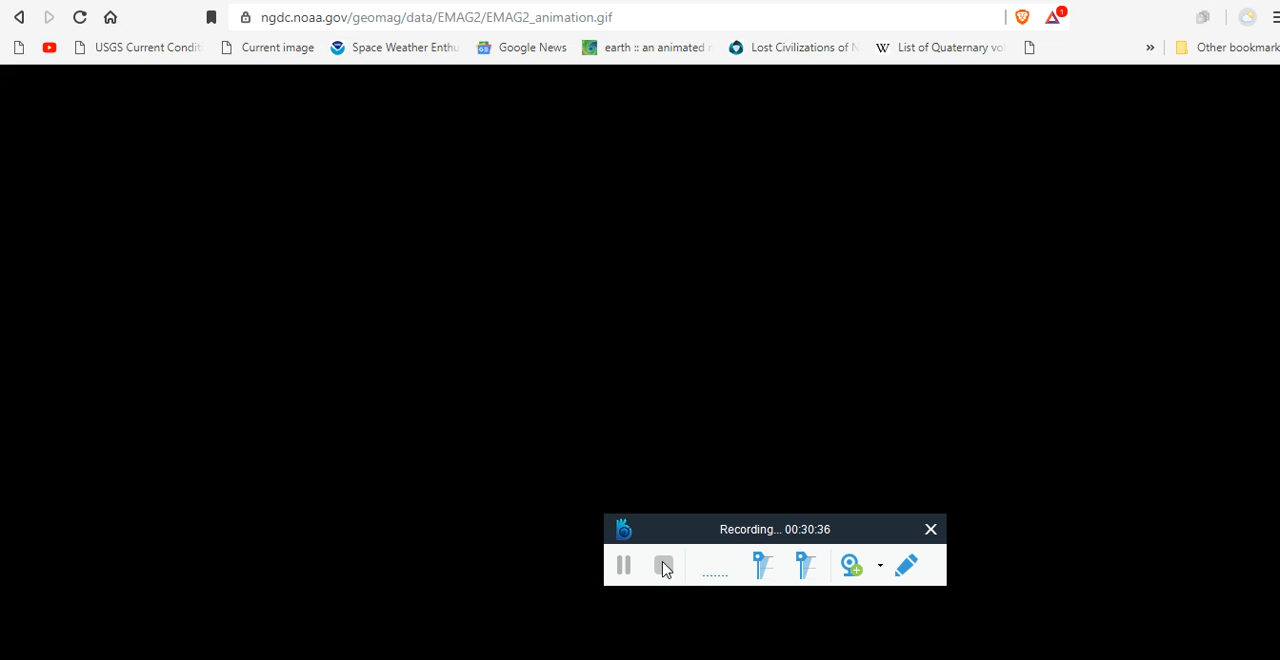 ngdc.noaa.gov/geomag/data/EMAG2/EMAG2_animation.gif
1
USGS Current Condit
Current image
Space Weather Enthu
Google News
earth :: an animated
Lost Civilizations of N
W List of Quaternary vo
»
Other bookmark
Recording... 00:30:36